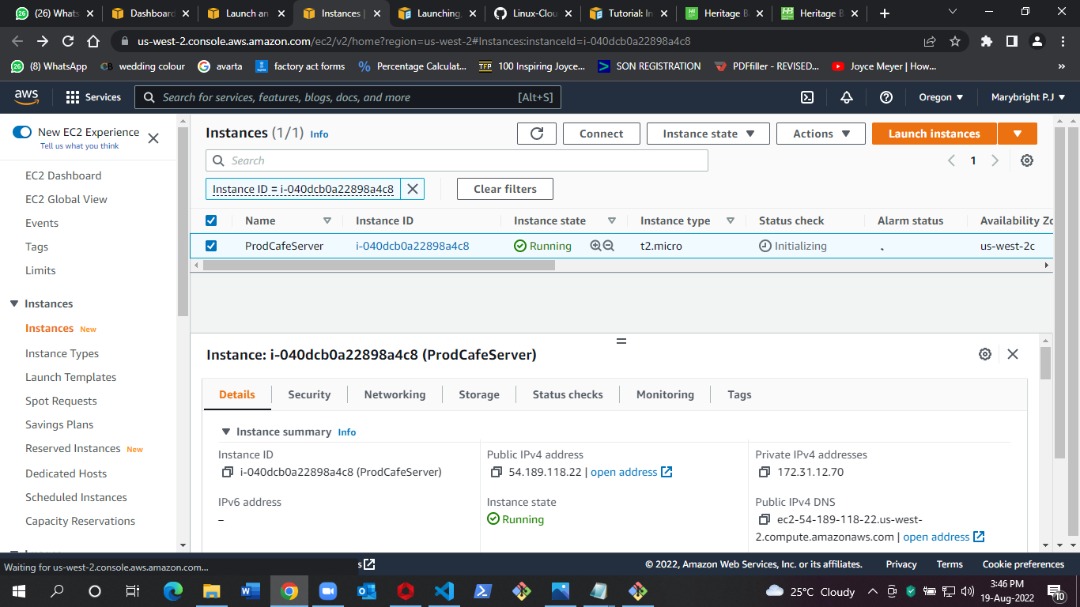 (8) Whats
Dashboar
Launch an
Instances
Launching
Linux-Clou
Tutorial: In
Heritage B
Heritage B
us-west-2.console.aws.amazon.com/ec2/v2/home?region=us-west-2#Instances:instanceId=i-040dcb0a22898a4c8
(8) WhatsApp
wedding colour
avarta
factory act forms
Percentage Calculat...
100 Inspiring Joyce...
SON REGISTRATION
PDFfiller - REVISED...
Joyce Meyer | How...
»
aws
Services
Search for services, features, blogs, docs, and more
[Alt+S]
Oregon
Marybright P.J
New EC2 Experience
Tell us what you think
EC2 Dashboard
EC2 Global View
Events
Tags
Limits
Instances
Instances New
Instance Types
Launch Templates
Spot Requests
Savings Plans
Reserved Instances New
Dedicated Hosts
Scheduled Instances
Capacity Reservations
Instances (1/1) Info
Connect
Instance state
Actions
Launch instances
Search
1
Instance ID = i-040dcb0a22898a4c8
Clear filters
Name
Instance ID
Instance state
Instance type
Status check
Alarm status
Availability Zo
ProdCafeServer
i-040dcb0a22898a4c8
Running
t2.micro
Initializing
us-west-2c
Instance: i-040dcb0a22898a4c8 (ProdCafeServer)
Details
Security
Networking
Storage
Status checks
Monitoring
Tags
Instance summary Info
Instance ID
i-040dcb0a22898a4c8 (ProdCafeServer)
Public IPv4 address
54.189.118.22 | open address
Private IPv4 addresses
172.31.12.70
IPv6 address
–
Instance state
Running
Public IPv4 DNS
ec2-54-189-118-22.us-west-
2.compute.amazonaws.com | open address
Waiting for us-west-2.console.aws.amazon.com...
© 2022, Amazon Web Services, Inc. or its affiliates.
Privacy
Terms
Cookie preferences
25°C Cloudy
3:46 PM
19-Aug-2022
10